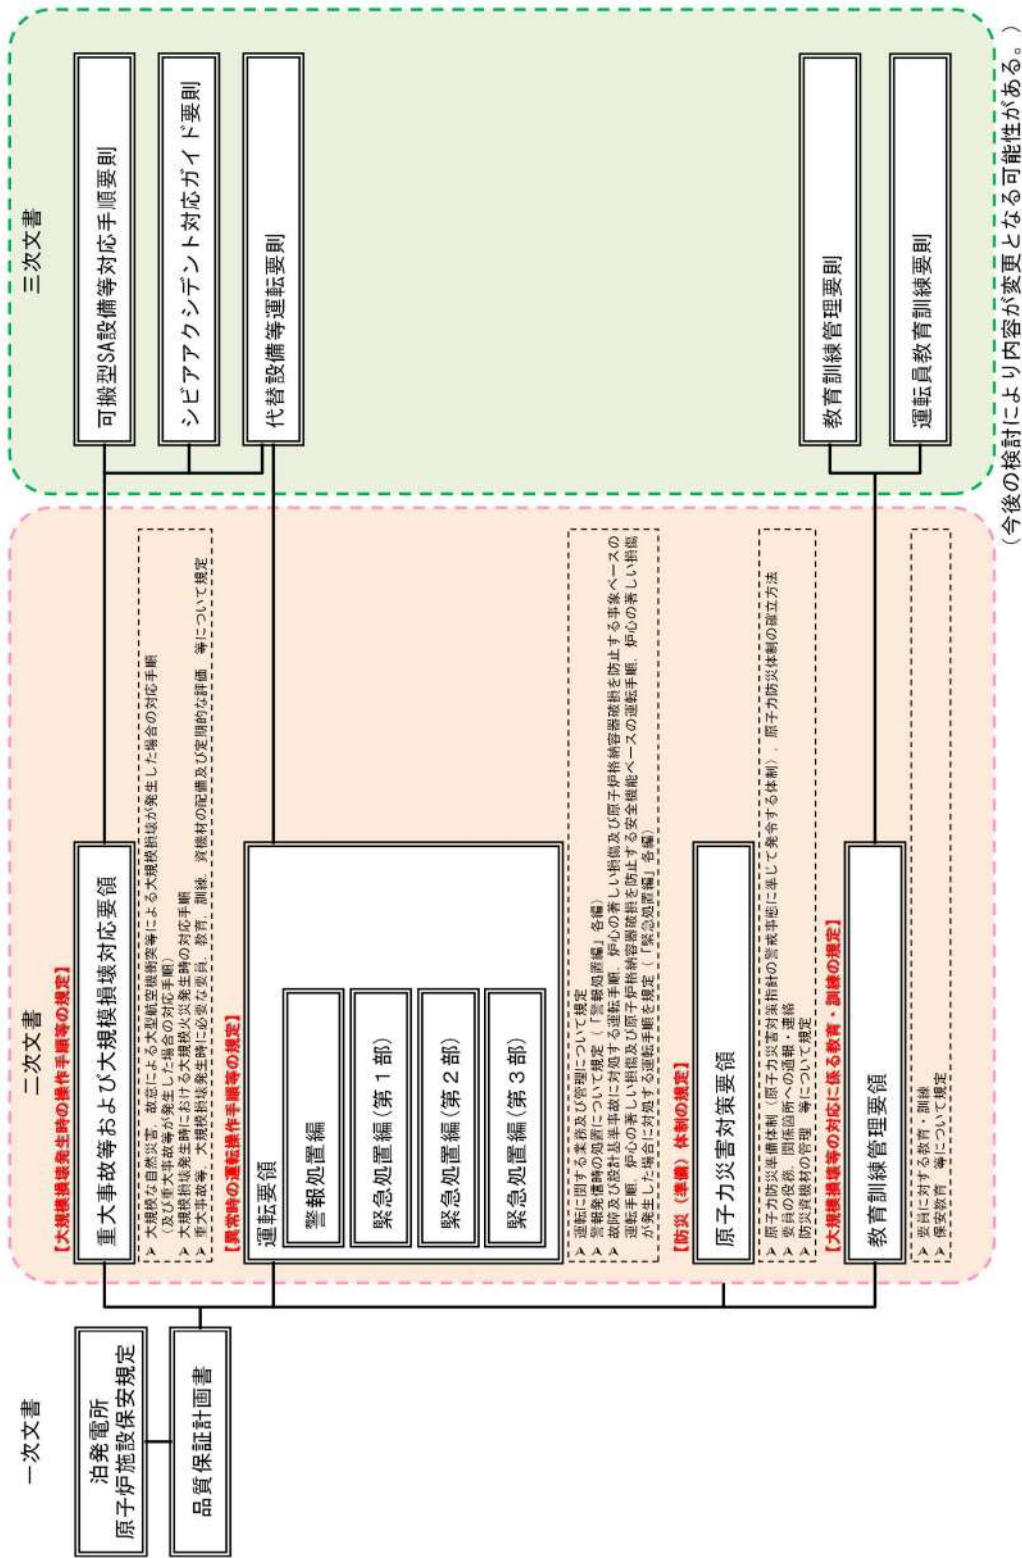 一次文書
泊発電所
原子炉施設保安規定
品質保証計画書
二次文書
【大規模損壊発生時の操作手順等の規定】
重大事故等および大規模損壊対応要領
➤ 大規模な自然災害，故意による大型航空機衝突等による大規模損壊が発生した場合の対応手順
（及び重大事故等が発生した場合の対応手順）
➤ 大規模損壊発生時における大規模火災発生時の対応手順
➤ 重大事故等，大規模損壊発生時に必要な要員，教育，訓練，資機材の配備及び定期的な評価　等について規定
【異常時の運転操作手順等の規定】
運転要領
警報処置編
緊急処置編（第１部）
緊急処置編（第２部）
緊急処置編（第３部）
➤ 運転に関する業務及び管理について規定
➤ 警報発信時の処置について規定（「警報処置編」各編）
➤ 故障及び設計基準事故に対処する運転手順，炉心の著しい損傷及び原子炉格納容器破損を防止する事象ベースの
運転手順，炉心の著しい損傷及び原子炉格納容器破損を防止する安全機能ベースの運転手順，炉心の著しい損傷
が発生した場合に対処する運転手順を規定（「緊急処置編」各編）
【防災（準備）体制の規定】
原子力災害対策要領
➤ 原子力防災準備体制（原子力災害対策指針の警戒事態に準じて発令する体制），原子力防災体制の確立方法
➤ 要員の役務，関係箇所への通報・連絡
➤ 防災資機材の管理　等について規定
【大規模損壊等の対応に係る教育・訓練の規定】
教育訓練管理要領
➤ 要員に対する教育・訓練
➤ 保安教育　等について規定
三次文書
可搬型SA設備等対応手順要則
シビアアクシデント対応ガイド要則
代替設備等運転要則
教育訓練管理要則
運転員教育訓練要則
（今後の検討により内容が変更となる可能性がある。）